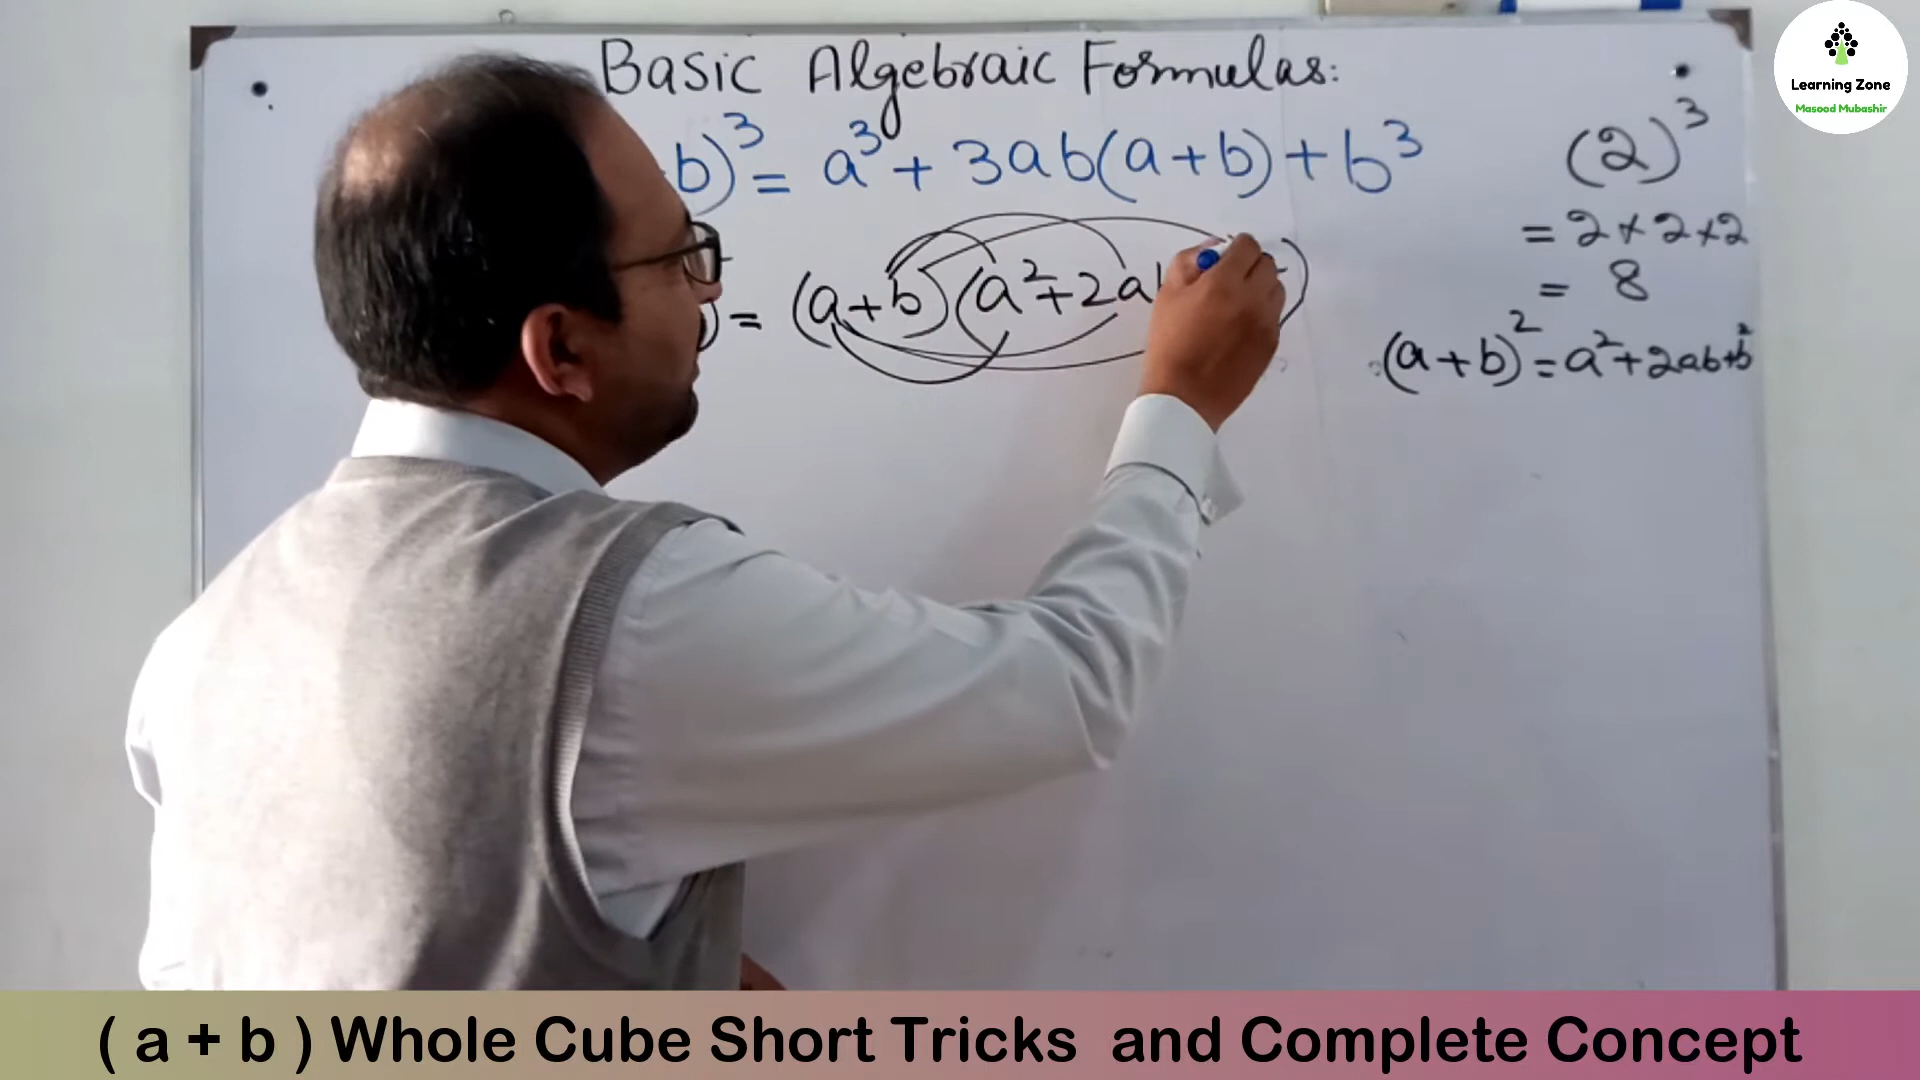 Basic Algebraic Formulas:
b)³ = a³ + 3ab(a+b) + b³
) = (a+b)(a²+2a
(2)³
= 2×2×2
= 8
(a+b)² = a²+2ab+b²
Learning Zone
Masood Mubashir
( a + b ) Whole Cube Short Tricks and Complete Concept